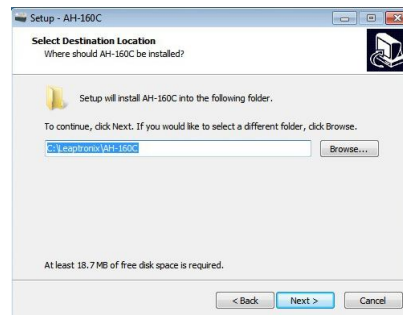 Setup - AH-160C
Select Destination Location
Where should AH-160C be installed?
Setup will install AH-160C into the following folder.
To continue, click Next. If you would like to select a different folder, click Browse.
C:\Leaptronix\AH-160C
Browse...
At least 18.7 MB of free disk space is required.
< Back
Next >
Cancel